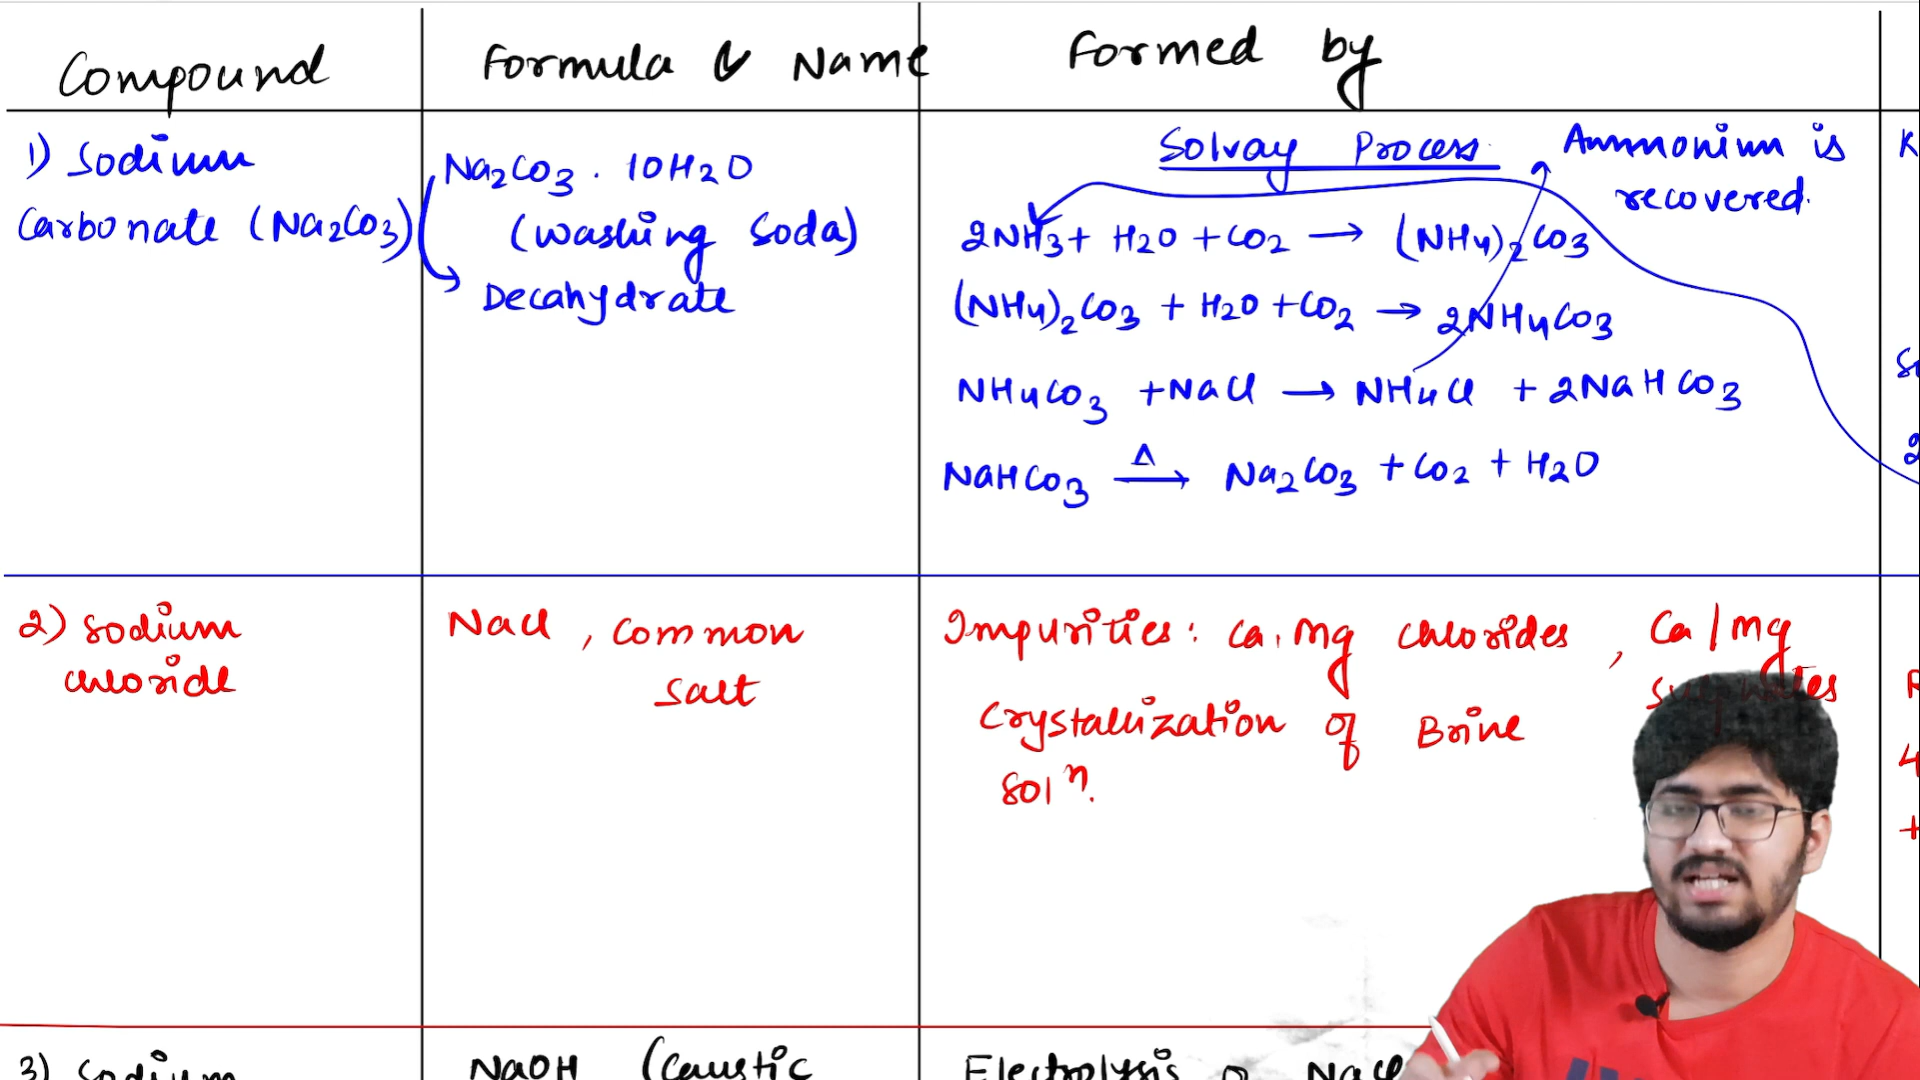 Compound
Formula & Name
Formed by
1) Sodium
Carbonate (Na2CO3)
Na2CO3 . 10H2O
(Washing Soda)
Decahydrate
Solvay Process
Ammonium is
recovered.
2NH3 + H2O + CO2 → (NH4)2CO3
(NH4)2CO3 + H2O + CO2 → 2NH4CO3
NH4CO3 + NaCl → NH4Cl + 2NaHCO3
NaHCO3 Δ→ Na2CO3 + CO2 + H2O
K
2
2) Sodium
chloride
NaCl , Common
Salt
Impurities: Ca, Mg chlorides , Ca/Mg
Crystallization of Brine
solⁿ.
4
+
3) Sodium
NaOH (Caustic
Electrolysis o NaCl